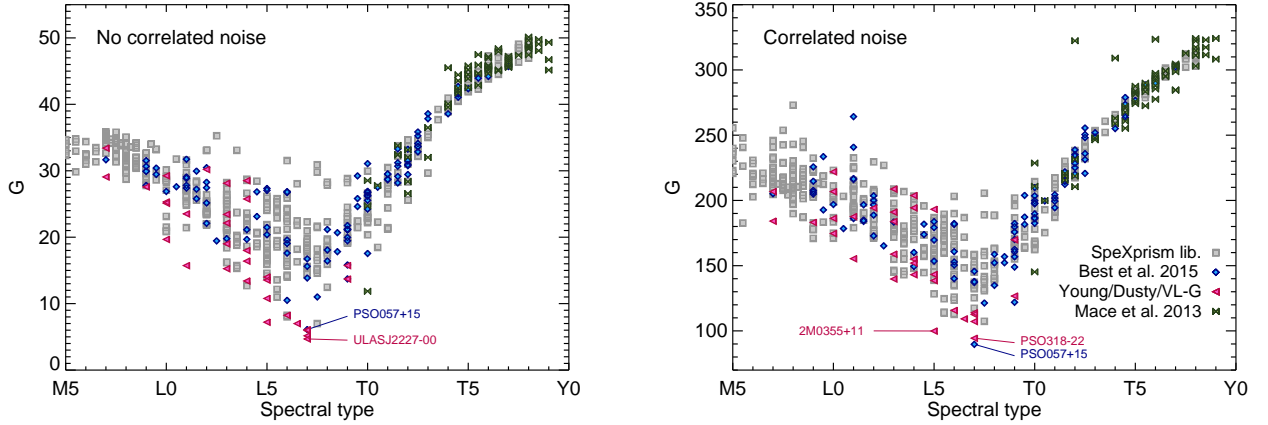 No correlated noise
50
40
30
20
10
0
G
PSO057+15
ULASJ2227-00
M5 L0 L5 T0 T5 Y0
Spectral type
Correlated noise
350
300
250
200
150
100
G
SpeXprism lib.
Best et al. 2015
Young/Dusty/VL-G
Mace et al. 2013
2M0355+11
PSO318-22
PSO057+15
M5 L0 L5 T0 T5 Y0
Spectral type